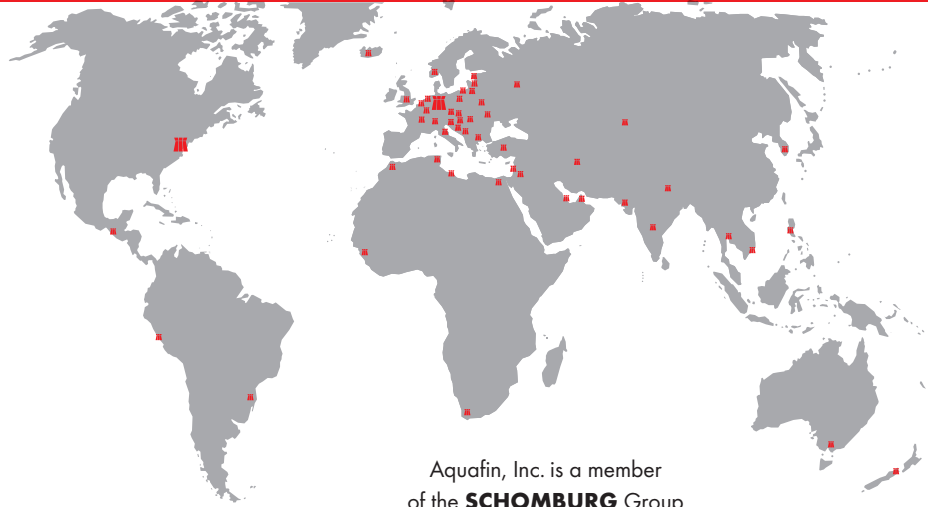 Aquafin, Inc. is a member
of the SCHOMBURG Group